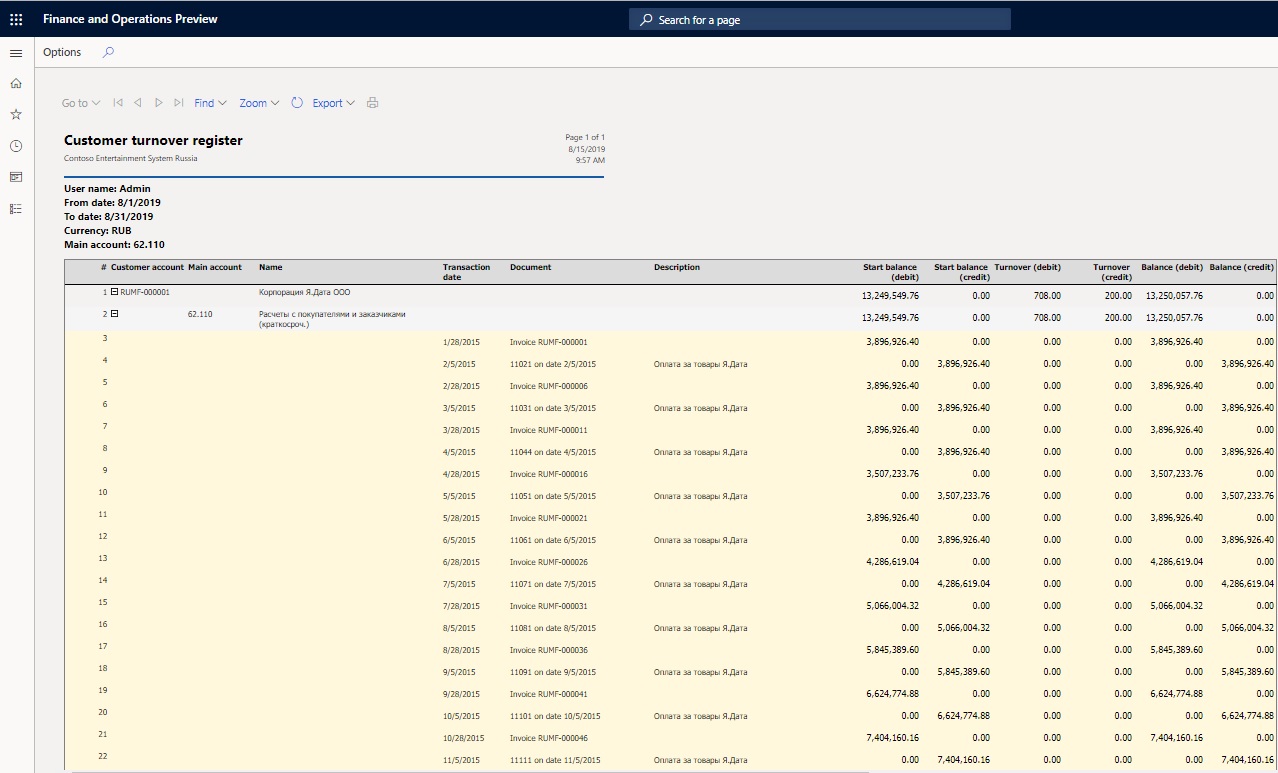 Finance and Operations Preview
Search for a page
Options
Go to Find Zoom Export
Customer turnover register
Page 1 of 1
Contoso Entertainment System Russia
8/15/2019
9:57 AM
User name: Admin
From date: 8/1/2019
To date: 8/31/2019
Currency: RUB
Main account: 62.110
# Customer account Main account Name Transaction date Document Description Start balance (debit) Start balance (credit) Turnover (debit) Turnover (credit) Balance (debit) Balance (credit)
1 RUMF-000001 Корпорация Я.Дата ООО 13,249,549.76 0.00 708.00 200.00 13,250,057.76 0.00
2 62.110 Расчеты с покупателями и заказчиками (краткосроч.) 13,249,549.76 0.00 708.00 200.00 13,250,057.76 0.00
3 1/28/2015 Invoice RUMF-000001 3,896,926.40 0.00 0.00 0.00 3,896,926.40 0.00
4 2/5/2015 11021 on date 2/5/2015 Оплата за товары Я.Дата 0.00 3,896,926.40 0.00 0.00 0.00 3,896,926.40
5 2/28/2015 Invoice RUMF-000006 3,896,926.40 0.00 0.00 0.00 3,896,926.40 0.00
6 3/5/2015 11031 on date 3/5/2015 Оплата за товары Я.Дата 0.00 3,896,926.40 0.00 0.00 0.00 3,896,926.40
7 3/28/2015 Invoice RUMF-000011 3,896,926.40 0.00 0.00 0.00 3,896,926.40 0.00
8 4/5/2015 11044 on date 4/5/2015 Оплата за товары Я.Дата 0.00 3,896,926.40 0.00 0.00 0.00 3,896,926.40
9 4/28/2015 Invoice RUMF-000016 3,507,233.76 0.00 0.00 0.00 3,507,233.76 0.00
10 5/5/2015 11051 on date 5/5/2015 Оплата за товары Я.Дата 0.00 3,507,233.76 0.00 0.00 0.00 3,507,233.76
11 5/28/2015 Invoice RUMF-000021 3,896,926.40 0.00 0.00 0.00 3,896,926.40 0.00
12 6/5/2015 11061 on date 6/5/2015 Оплата за товары Я.Дата 0.00 3,896,926.40 0.00 0.00 0.00 3,896,926.40
13 6/28/2015 Invoice RUMF-000026 4,286,619.04 0.00 0.00 0.00 4,286,619.04 0.00
14 7/5/2015 11071 on date 7/5/2015 Оплата за товары Я.Дата 0.00 4,286,619.04 0.00 0.00 0.00 4,286,619.04
15 7/28/2015 Invoice RUMF-000031 5,066,004.32 0.00 0.00 0.00 5,066,004.32 0.00
16 8/5/2015 11081 on date 8/5/2015 Оплата за товары Я.Дата 0.00 5,066,004.32 0.00 0.00 0.00 5,066,004.32
17 8/28/2015 Invoice RUMF-000036 5,845,389.60 0.00 0.00 0.00 5,845,389.60 0.00
18 9/5/2015 11091 on date 9/5/2015 Оплата за товары Я.Дата 0.00 5,845,389.60 0.00 0.00 0.00 5,845,389.60
19 9/28/2015 Invoice RUMF-000041 6,624,774.88 0.00 0.00 0.00 6,624,774.88 0.00
20 10/5/2015 11101 on date 10/5/2015 Оплата за товары Я.Дата 0.00 6,624,774.88 0.00 0.00 0.00 6,624,774.88
21 10/28/2015 Invoice RUMF-000046 7,404,160.16 0.00 0.00 0.00 7,404,160.16 0.00
22 11/5/2015 11111 on date 11/5/2015 Оплата за товары Я.Дата 0.00 7,404,160.16 0.00 0.00 0.00 7,404,160.16